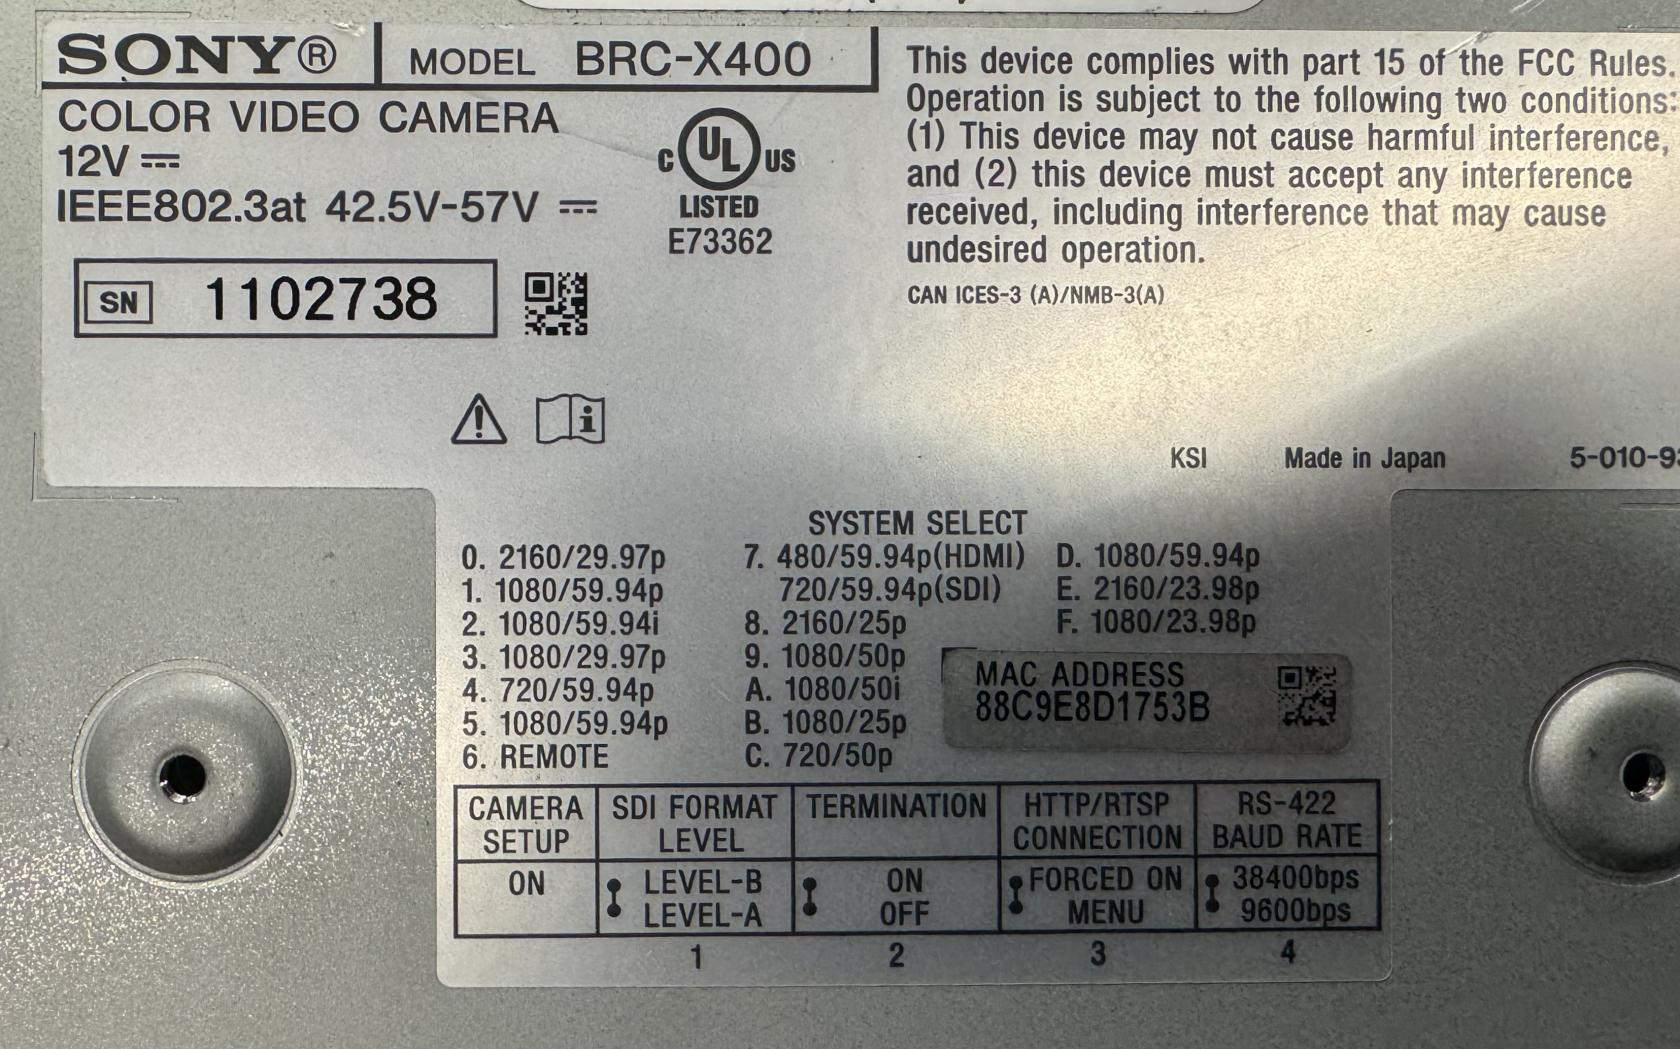 SONY® MODEL BRC-X400
COLOR VIDEO CAMERA
12V
IEEE802.3at 42.5V-57V
C UL US
LISTED
E73362
SN 1102738
This device complies with part 15 of the FCC Rules.
Operation is subject to the following two conditions:
(1) This device may not cause harmful interference,
and (2) this device must accept any interference
received, including interference that may cause
undesired operation.
CAN ICES-3 (A)/NMB-3(A)
KSI Made in Japan 5-010-93
SYSTEM SELECT
0. 2160/29.97p
1. 1080/59.94p
2. 1080/59.94i
3. 1080/29.97p
4. 720/59.94p
5. 1080/59.94p
6. REMOTE
7. 480/59.94p(HDMI)
720/59.94p(SDI)
8. 2160/25p
9. 1080/50p
A. 1080/50i
B. 1080/25p
C. 720/50p
D. 1080/59.94p
E. 2160/23.98p
F. 1080/23.98p
MAC ADDRESS
88C9E8D1753B
CAMERA SETUP
ON
SDI FORMAT LEVEL
LEVEL-B
LEVEL-A
1
TERMINATION
ON
OFF
2
HTTP/RTSP CONNECTION
FORCED ON
MENU
3
RS-422 BAUD RATE
38400bps
9600bps
4